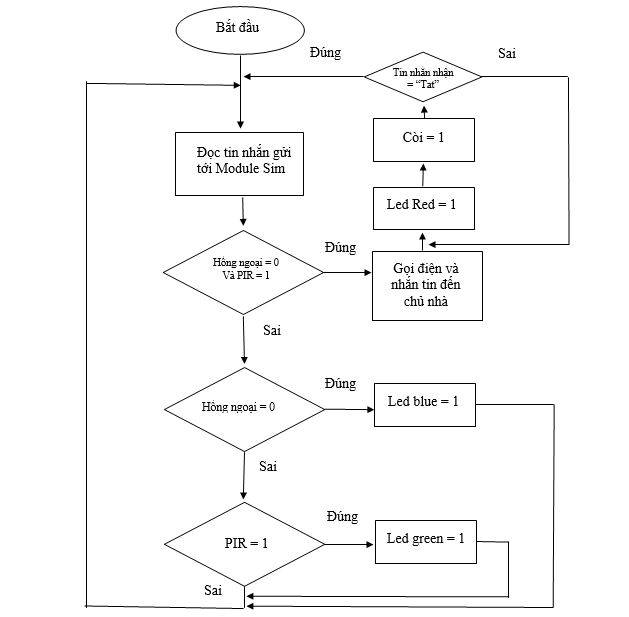 Bắt đầu
Đúng
Sai
Tin nhắn nhận
= “Tat”
Còi = 1
Đọc tin nhắn gửi
tới Module Sim
Led Red = 1
Hồng ngoại = 0
Và PIR = 1
Đúng
Gọi điện và
nhắn tin đến
chủ nhà
Sai
Hồng ngoại = 0
Đúng
Led blue = 1
Sai
PIR = 1
Đúng
Led green = 1
Sai